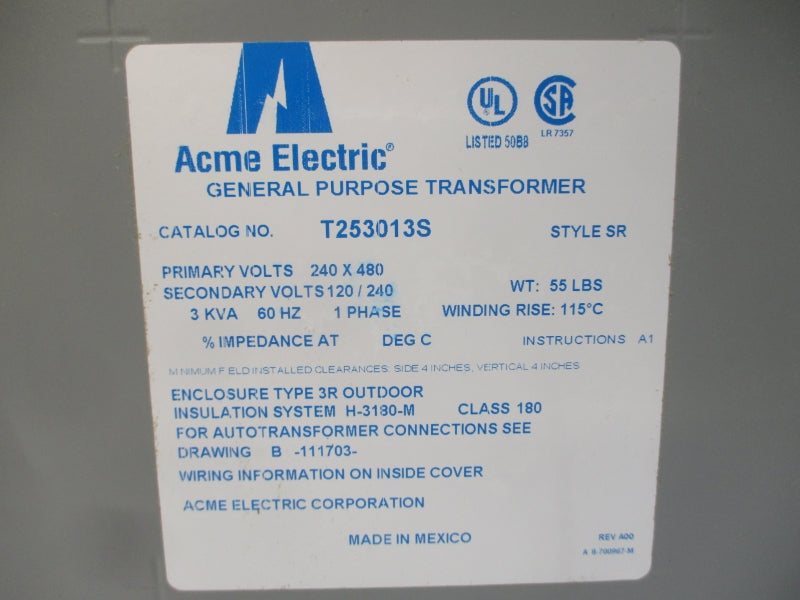 UL
SA
LISTED 50B8
LR 7357
Acme Electric®
GENERAL PURPOSE TRANSFORMER
CATALOG NO. T253013S STYLE SR
PRIMARY VOLTS 240 X 480
SECONDARY VOLTS 120 / 240 WT: 55 LBS
3 KVA 60 HZ 1 PHASE WINDING RISE: 115°C
% IMPEDANCE AT DEG C INSTRUCTIONS A1
MINIMUM FIELD INSTALLED CLEARANCES: SIDE 4 INCHES, VERTICAL 4 INCHES
ENCLOSURE TYPE 3R OUTDOOR
INSULATION SYSTEM H-3180-M CLASS 180
FOR AUTOTRANSFORMER CONNECTIONS SEE
DRAWING B -111703-
WIRING INFORMATION ON INSIDE COVER
ACME ELECTRIC CORPORATION
MADE IN MEXICO
REV A00
A 8-700967-M